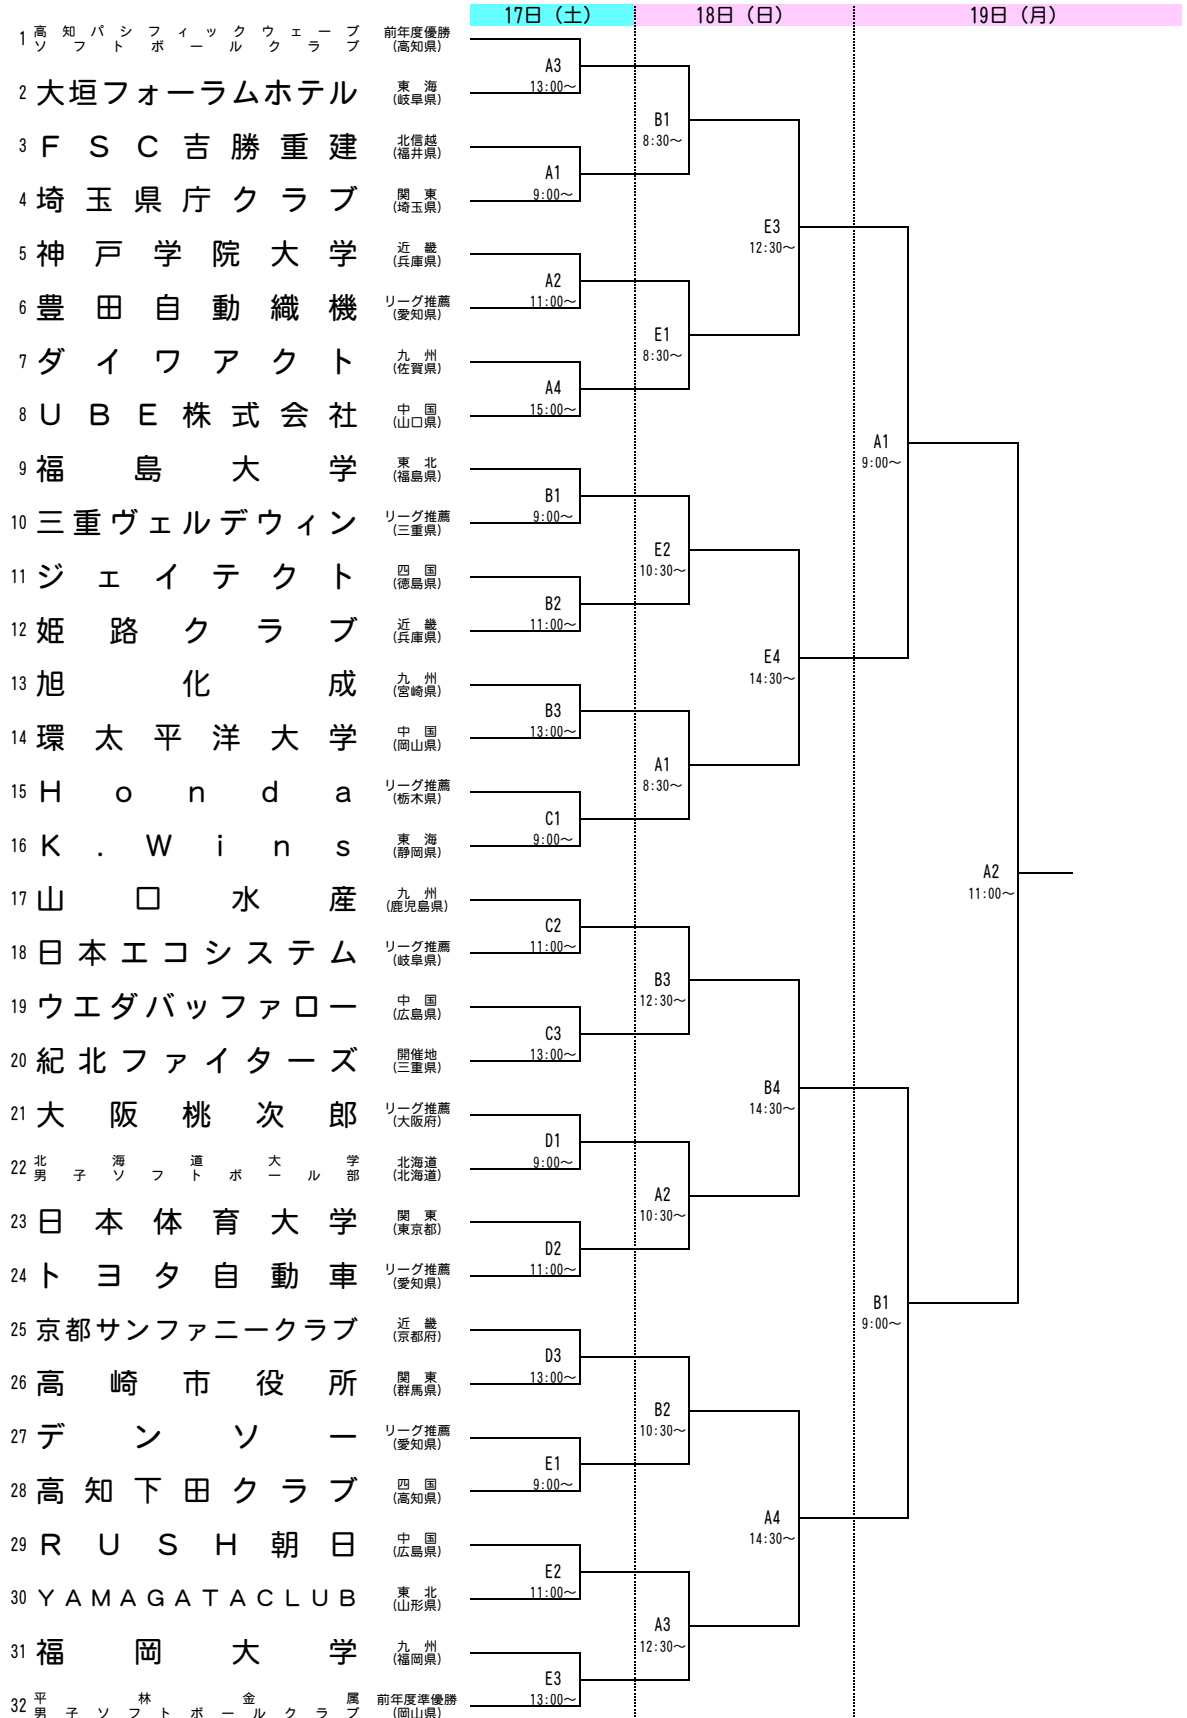 17日（土） 18日（日） 19日（月）
1 高知パシフィックウェーブ 前年度優勝
ソフトボールクラブ (高知県)
A3
13:00～
2 大垣フォーラムホテル 東海
(岐阜県)
B1
8:30～
3 FSC吉勝重建 北信越
(福井県)
A1
9:00～
4 埼玉県庁クラブ 関東
(埼玉県)
E3
12:30～
5 神戸学院大学 近畿
(兵庫県)
A2
11:00～
6 豊田自動織機 リーグ推薦
(愛知県)
E1
8:30～
7 ダイワアクト 九州
(佐賀県)
A4
15:00～
8 UBE株式会社 中国
(山口県)
A1
9:00～
9 福島大学 東北
(福島県)
B1
9:00～
10 三重ヴェルデウィン リーグ推薦
(三重県)
E2
10:30～
11 ジェイテクト 四国
(徳島県)
B2
11:00～
12 姫路クラブ 近畿
(兵庫県)
E4
14:30～
13 旭化成 九州
(宮崎県)
B3
13:00～
14 環太平洋大学 中国
(岡山県)
A1
8:30～
15 Honda リーグ推薦
(栃木県)
C1
9:00～
16 K.Wins 東海
(静岡県)
A2
11:00～
17 山口水産 九州
(鹿児島県)
C2
11:00～
18 日本エコシステム リーグ推薦
(岐阜県)
B3
12:30～
19 ウエダバッファロー 中国
(広島県)
C3
13:00～
20 紀北ファイターズ 開催地
(三重県)
B4
14:30～
21 大阪桃次郎 リーグ推薦
(大阪府)
D1
9:00～
22 北海道大学 北海道
男子ソフトボール部 (北海道)
A2
10:30～
23 日本体育大学 関東
(東京都)
D2
11:00～
24 トヨタ自動車 リーグ推薦
(愛知県)
B1
9:00～
25 京都サンファニークラブ 近畿
(京都府)
D3
13:00～
26 高崎市役所 関東
(群馬県)
B2
10:30～
27 デンソー リーグ推薦
(愛知県)
E1
9:00～
28 高知下田クラブ 四国
(高知県)
A4
14:30～
29 RUSH朝日 中国
(広島県)
E2
11:00～
30 YAMAGATACLUB 東北
(山形県)
A3
12:30～
31 福岡大学 九州
(福岡県)
E3
13:00～
32 平林金属 前年度準優勝
男子ソフトボールクラブ (岡山県)